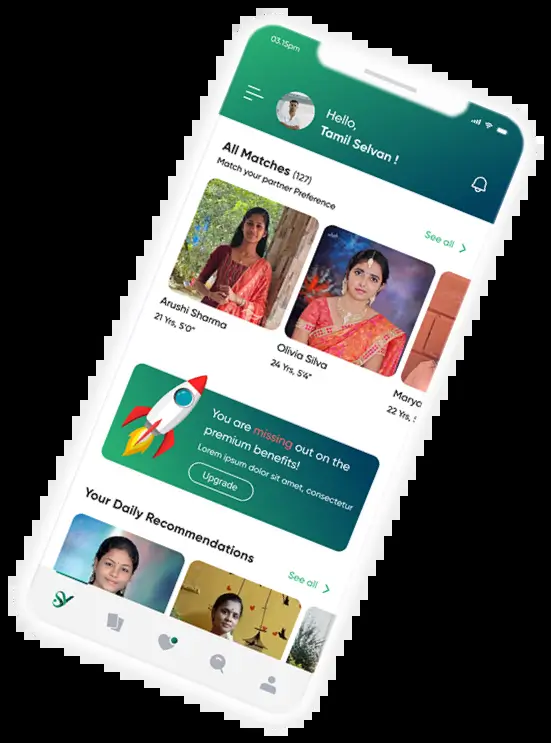 03.15pm
Hello,
Tamil Selvan !
All Matches (127)
Match your partner Preference
See all
Arushi Sharma
21 Yrs, 5'0"
Olivia Silva
24 Yrs, 5'4"
Marya
22 Yrs,
You are missing out on the
premium benefits!
Lorem ipsum dolor sit amet, consectetur
Upgrade
Your Daily Recommendations
See all
SV